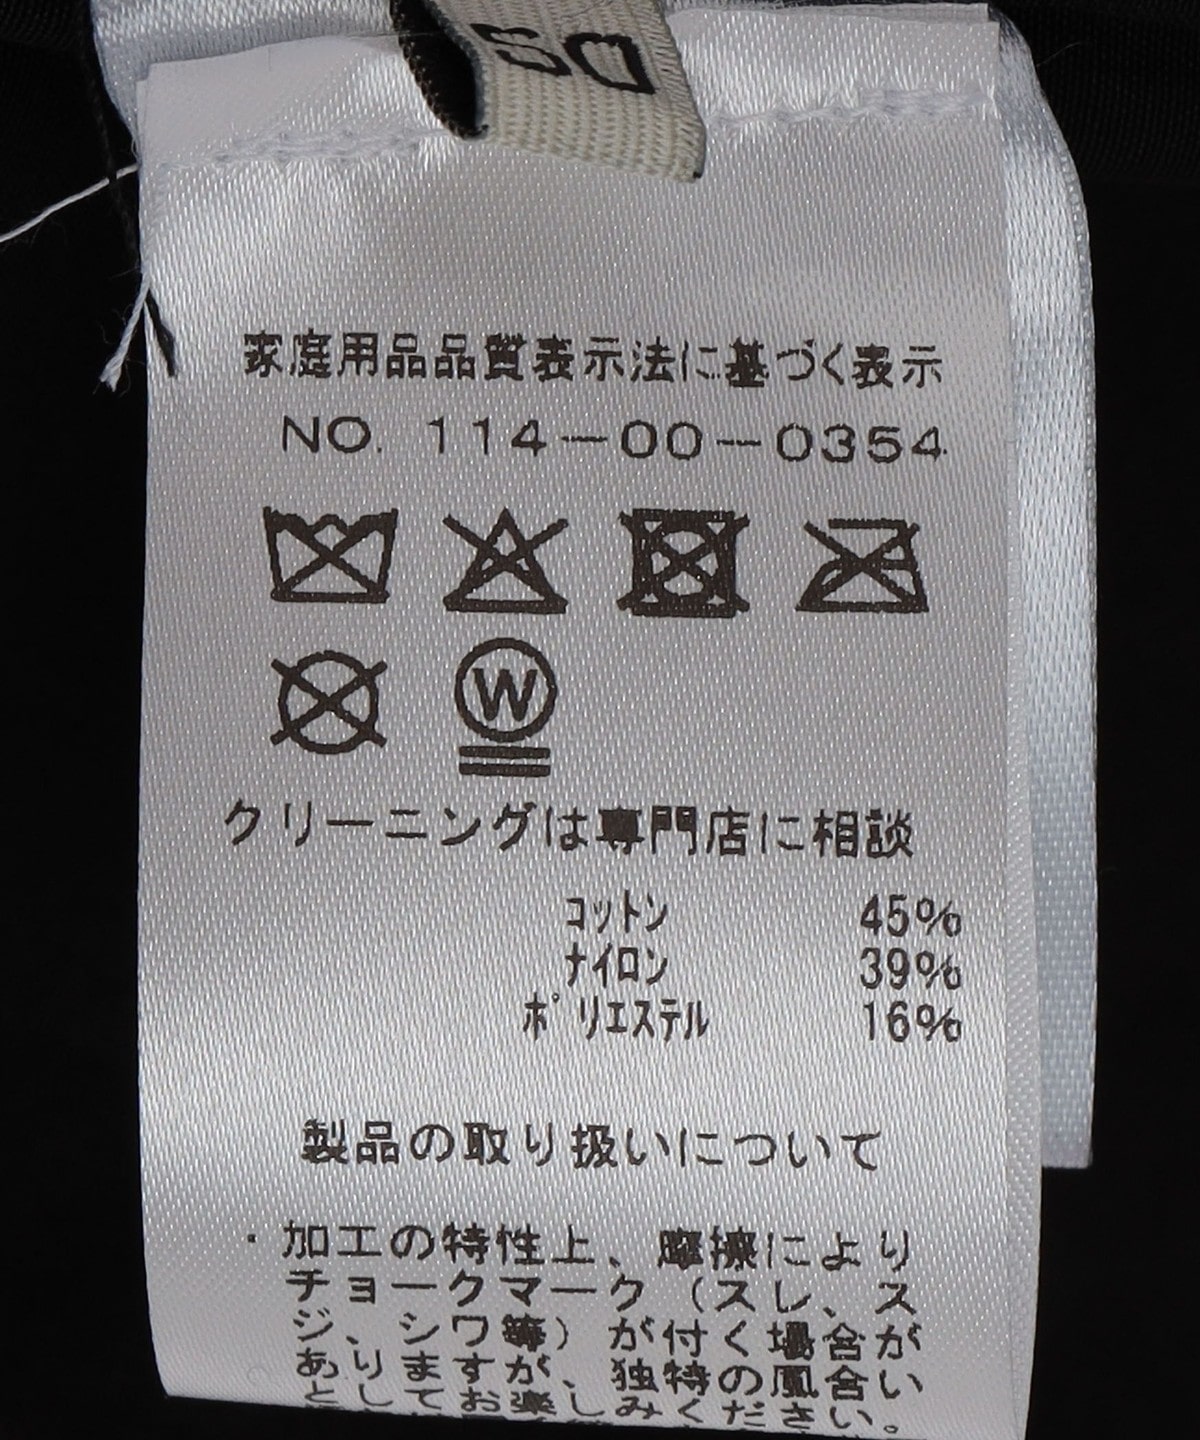 50
家庭用品品質表示法に基づく表示
NO. 114-00-0354
W
クリーニングは専門店に相談
コットン 45%
ナイロン 39%
ポリエステル 16%
製品の取り扱いについて
・加工の特性上、摩擦により
チョークマーク(スレ、ス
ジ、シワ等)が付く場合が
ありますが、独特の風合い
としてお楽しみください。